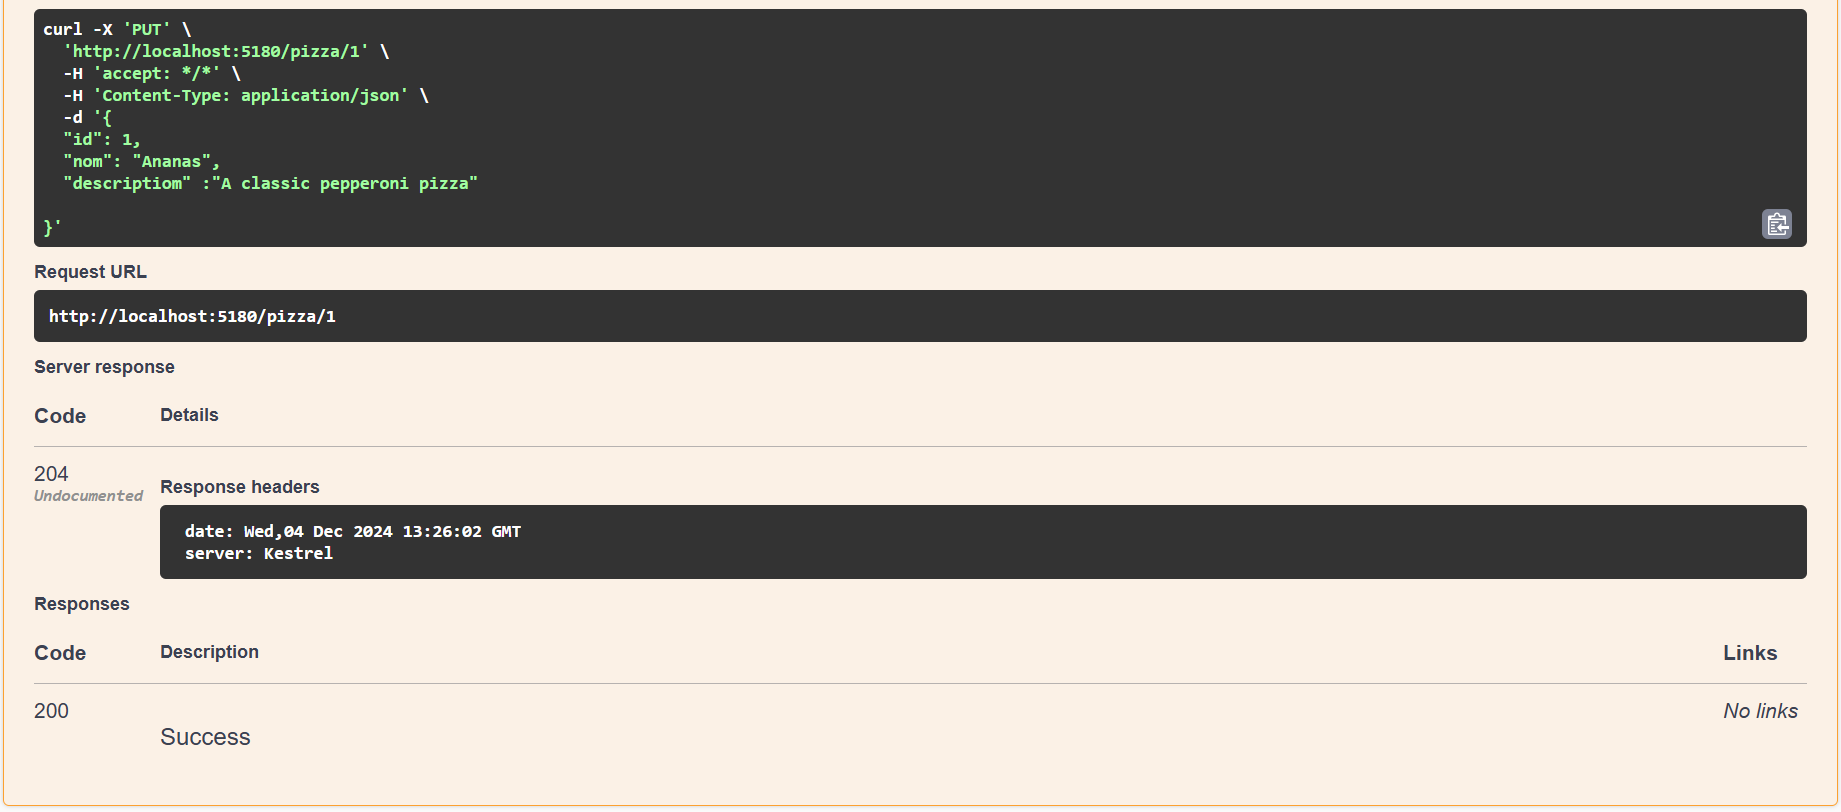 curl -X 'PUT' \
  'http://localhost:5180/pizza/1' \
  -H 'accept: */*' \
  -H 'Content-Type: application/json' \
  -d '{
  "id": 1,
  "nom": "Ananas",
  "descriptiom" :"A classic pepperoni pizza"
}'
Request URL
http://localhost:5180/pizza/1
Server response
Code Details
204
Undocumented
Response headers
date: Wed,04 Dec 2024 13:26:02 GMT
server: Kestrel
Responses
Code Description Links
200 No links
Success